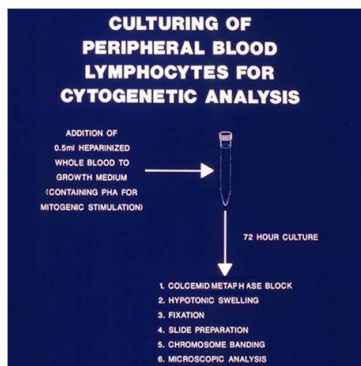 CULTURING OF
PERIPHERAL BLOOD
LYMPHOCYTES FOR
CYTOGENETIC ANALYSIS
ADDITION OF
0.5ml HEPARINIZED
WHOLE BLOOD TO
GROWTH MEDIUM
(CONTAINING PHA FOR
MITOGENIC STIMULATION)
72 HOUR CULTURE
1. COLCEMID METAPHASE BLOCK
2. HYPOTONIC SWELLING
3. FIXATION
4. SLIDE PREPARATION
5. CHROMOSOME BANDING
6. MICROSCOPIC ANALYSIS